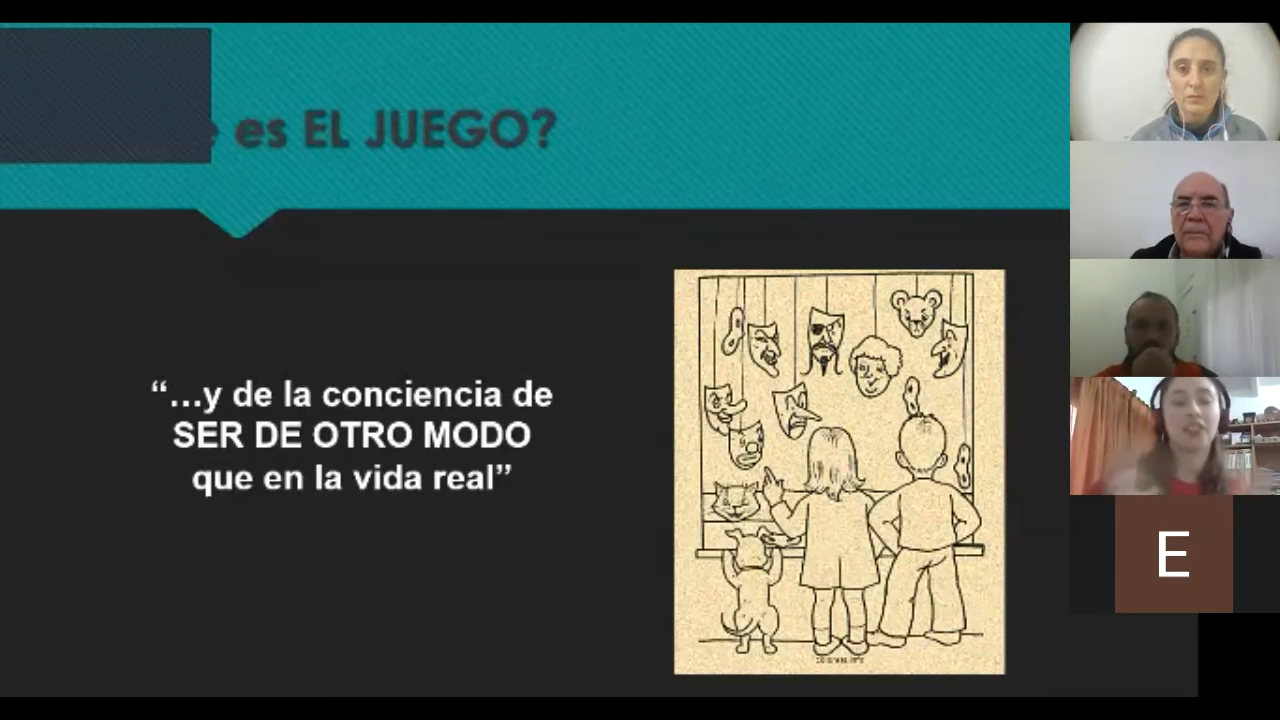 es EL JUEGO?
“...y de la conciencia de
SER DE OTRO MODO
que en la vida real”
E